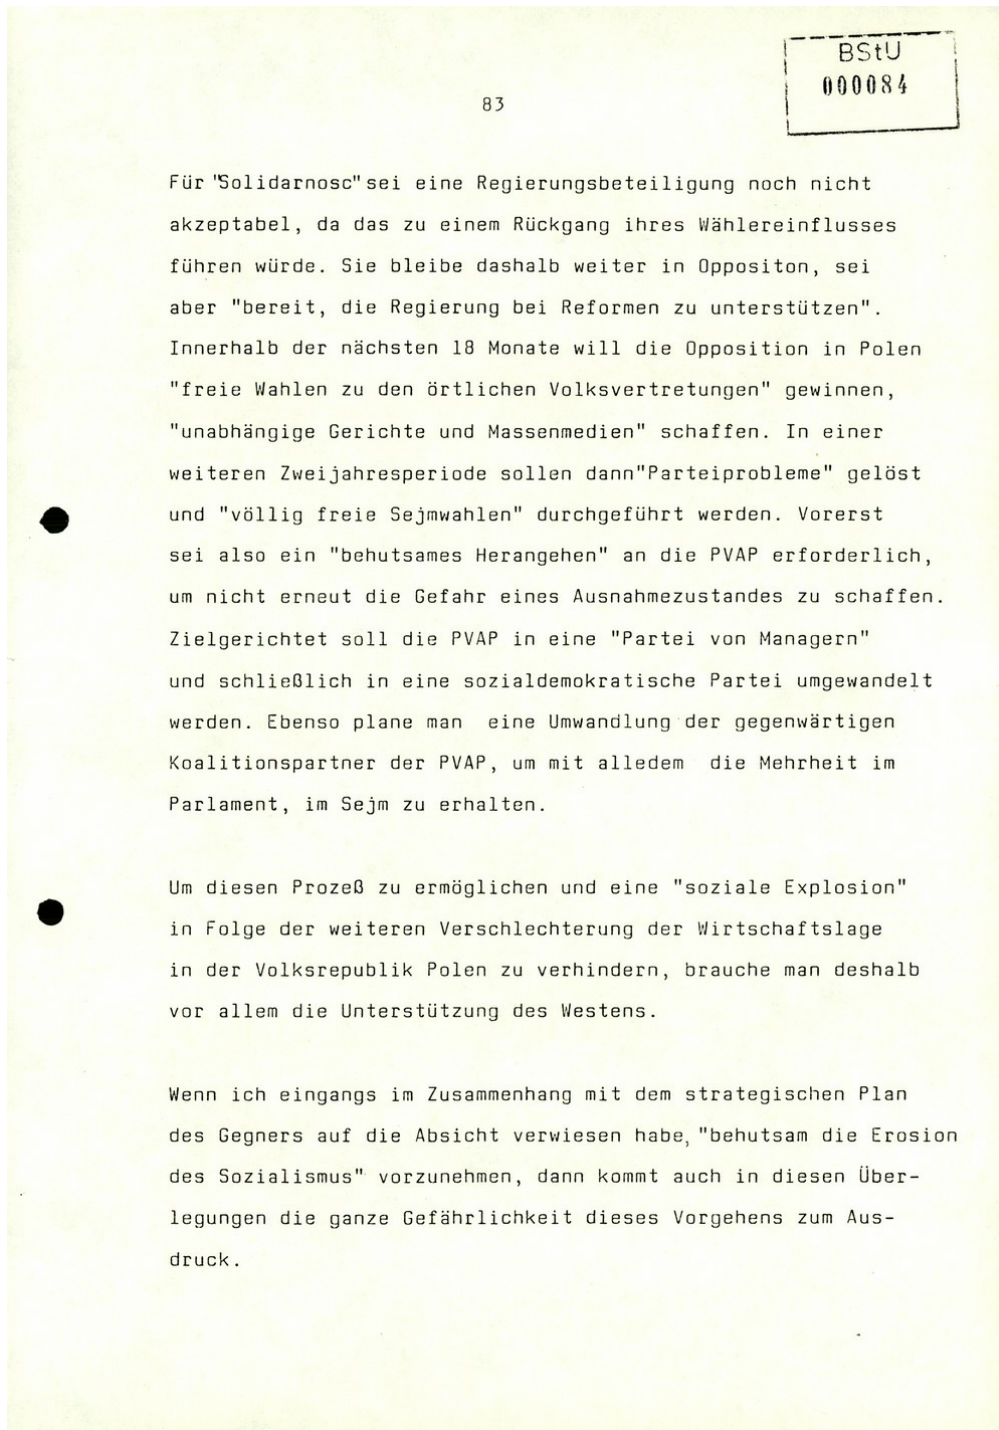 BStU
000084
83
Für "Solidarnosc" sei eine Regierungsbeteiligung noch nicht
akzeptabel, da das zu einem Rückgang ihres Wählereinflusses
führen würde. Sie bleibe dashalb weiter in Oppositon, sei
aber "bereit, die Regierung bei Reformen zu unterstützen".
Innerhalb der nächsten 18 Monate will die Opposition in Polen
"freie Wahlen zu den örtlichen Volksvertretungen" gewinnen,
"unabhängige Gerichte und Massenmedien" schaffen. In einer
weiteren Zweijahresperiode sollen dann"Parteiprobleme" gelöst
und "völlig freie Sejmwahlen" durchgeführt werden. Vorerst
sei also ein "behutsames Herangehen" an die PVAP erforderlich,
um nicht erneut die Gefahr eines Ausnahmezustandes zu schaffen.
Zielgerichtet soll die PVAP in eine "Partei von Managern"
und schließlich in eine sozialdemokratische Partei umgewandelt
werden. Ebenso plane man eine Umwandlung der gegenwärtigen
Koalitionspartner der PVAP, um mit alledem die Mehrheit im
Parlament, im Sejm zu erhalten.
Um diesen Prozeß zu ermöglichen und eine "soziale Explosion"
in Folge der weiteren Verschlechterung der Wirtschaftslage
in der Volksrepublik Polen zu verhindern, brauche man deshalb
vor allem die Unterstützung des Westens.
Wenn ich eingangs im Zusammenhang mit dem strategischen Plan
des Gegners auf die Absicht verwiesen habe, "behutsam die Erosion
des Sozialismus" vorzunehmen, dann kommt auch in diesen Über-
legungen die ganze Gefährlichkeit dieses Vorgehens zum Aus-
druck.